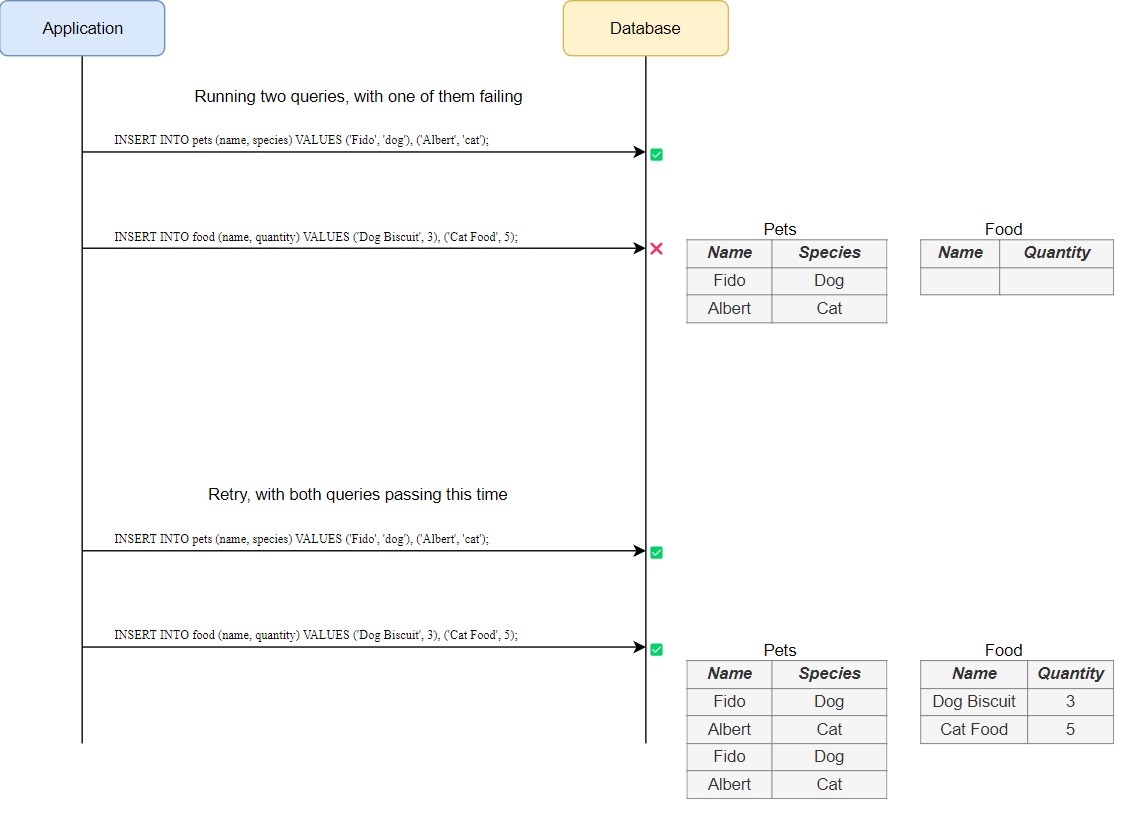 Application
Database
Running two queries, with one of them failing
INSERT INTO pets (name, species) VALUES ('Fido', 'dog'), ('Albert', 'cat');
INSERT INTO food (name, quantity) VALUES ('Dog Biscuit', 3), ('Cat Food', 5);
Pets
Name Species
Fido Dog
Albert Cat
Food
Name Quantity
Retry, with both queries passing this time
INSERT INTO pets (name, species) VALUES ('Fido', 'dog'), ('Albert', 'cat');
INSERT INTO food (name, quantity) VALUES ('Dog Biscuit', 3), ('Cat Food', 5);
Pets
Name Species
Fido Dog
Albert Cat
Fido Dog
Albert Cat
Food
Name Quantity
Dog Biscuit 3
Cat Food 5